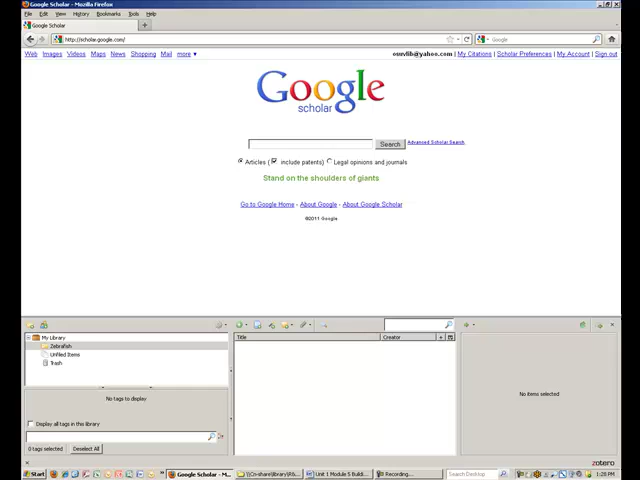 Google Scholar - Mozilla Firefox
File Edit View History Bookmarks Tools Help
Google Scholar
http://scholar.google.com/
Google
Web Images Videos Maps News Shopping Mail more ▼
osuvlib@yahoo.com | My Citations | Scholar Preferences | My Account | Sign out
Google
scholar
Search
Advanced Scholar Search
Articles ( include patents) Legal opinions and journals
Stand on the shoulders of giants
Go to Google Home - About Google - About Google Scholar
©2011 Google
My Library
Zebrafish
Unfiled Items
Trash
No tags to display
Display all tags in this library
0 tags selected
Deselect All
Title Creator
No items selected
zotero
Start
Google Scholar - M...
Unit 1 Module 5 Buildi...
Recording...
Search Desktop
1:28 PM